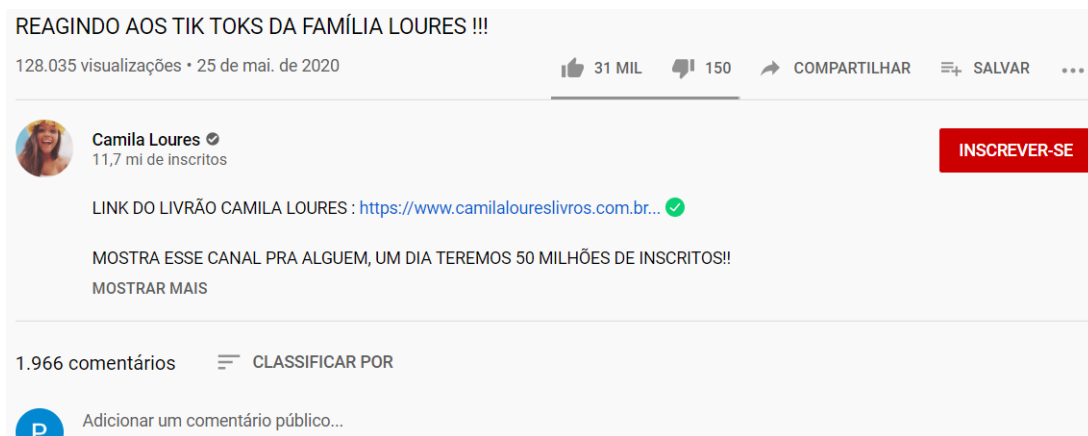 REAGINDO AOS TIK TOKS DA FAMÍLIA LOURES !!!
128.035 visualizações • 25 de mai. de 2020 31 MIL 150 COMPARTILHAR SALVAR
Camila Loures
11,7 mi de inscritos
INSCREVER-SE
LINK DO LIVRÃO CAMILA LOURES : https://www.camilaloureslivros.com.br...
MOSTRA ESSE CANAL PRA ALGUEM, UM DIA TEREMOS 50 MILHÕES DE INSCRITOS!!
MOSTRAR MAIS
1.966 comentários CLASSIFICAR POR
P Adicionar um comentário público...